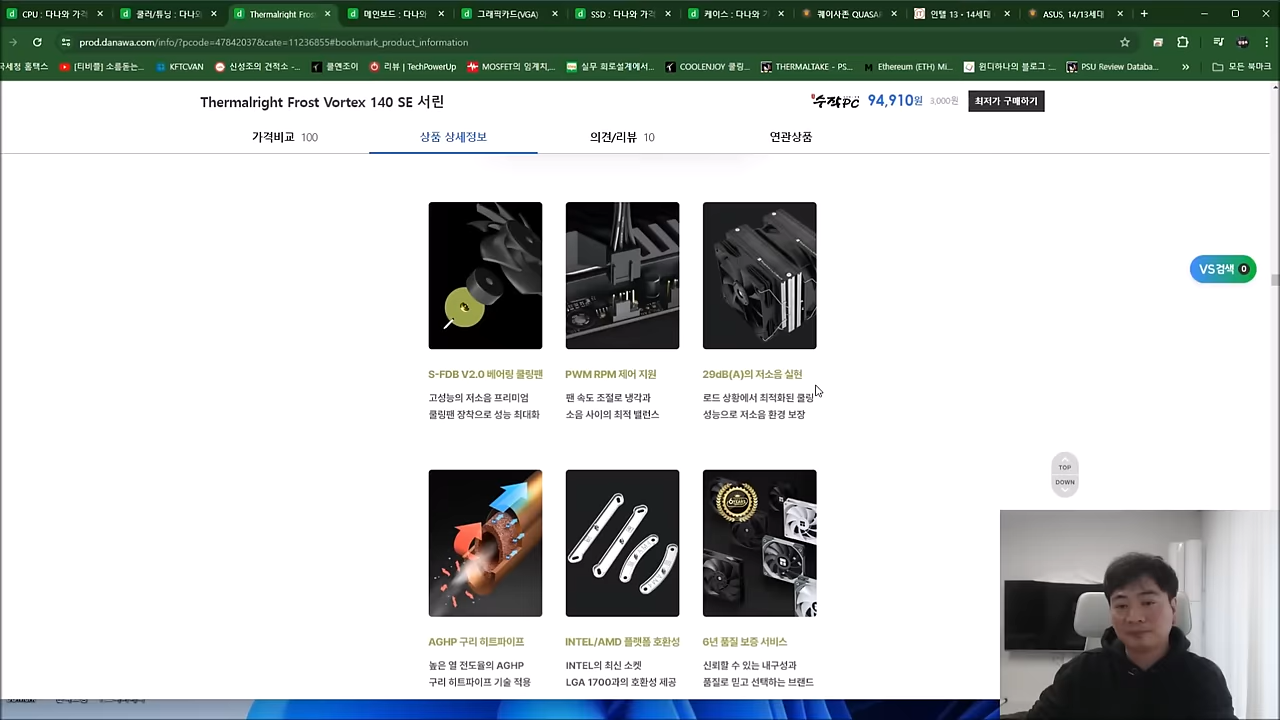 CPU : 다나와 가격
쿨러/튜닝 : 다나
Thermalright Frost
메인보드 : 다나와
그래픽카드(VGA)
SSD : 다나와 가격
케이스 : 다나와 가
퀘이사존 QUASAR
인텔 13 · 14세대
ASUS, 14/13세대
prod.danawa.com/info/?pcode=47842037&cate=11236855#bookmark_product_information
국세청 홈택스
[티비플] 소름돋는...
KFTCVAN
신성조의 견적소 -...
쿨엔조이
리뷰 | TechPowerUp
MOSFET의 임계치,...
실무 회로설계에서...
COOLENJOY 쿨링...
THERMALTAKE - PS...
Ethereum (ETH) Mi...
윈디하나의 블로그 :...
PSU Review Databa...
모든 북마크
Thermalright Frost Vortex 140 SE 서린
수작PC 94,910원 3,000원 최저가 구매하기
가격비교 100
상품 상세정보
의견/리뷰 10
연관상품
VS검색 0
S-FDB V2.0 베어링 쿨링팬
고성능의 저소음 프리미엄
쿨링팬 장착으로 성능 최대화
PWM RPM 제어 지원
팬 속도 조절로 냉각과
소음 사이의 최적 밸런스
29dB(A)의 저소음 실현
로드 상황에서 최적화된 쿨링
성능으로 저소음 환경 보장
TOP
DOWN
AGHP 구리 히트파이프
높은 열 전도율의 AGHP
구리 히트파이프 기술 적용
INTEL/AMD 플랫폼 호환성
INTEL의 최신 소켓
LGA 1700과의 호환성 제공
6년 품질 보증 서비스
신뢰할 수 있는 내구성과
품질로 믿고 선택하는 브랜드